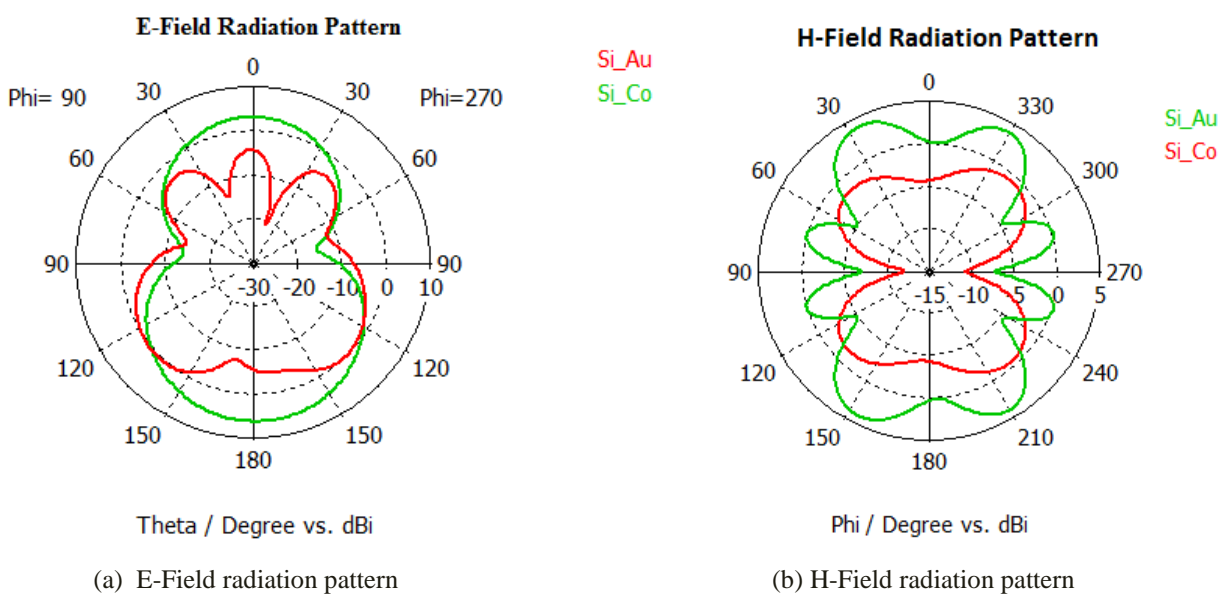 E-Field Radiation Pattern
Si_Au
Si_Co
Phi= 90
Phi=270
0
30
30
60
60
90
90
-30 -20 -10 0 10
120
120
150
150
180
Theta / Degree vs. dBi
(a) E-Field radiation pattern
H-Field Radiation Pattern
Si_Au
Si_Co
0
30
330
60
300
90
270
-15 -10 -5 0 5
120
240
150
210
180
Phi / Degree vs. dBi
(b) H-Field radiation pattern